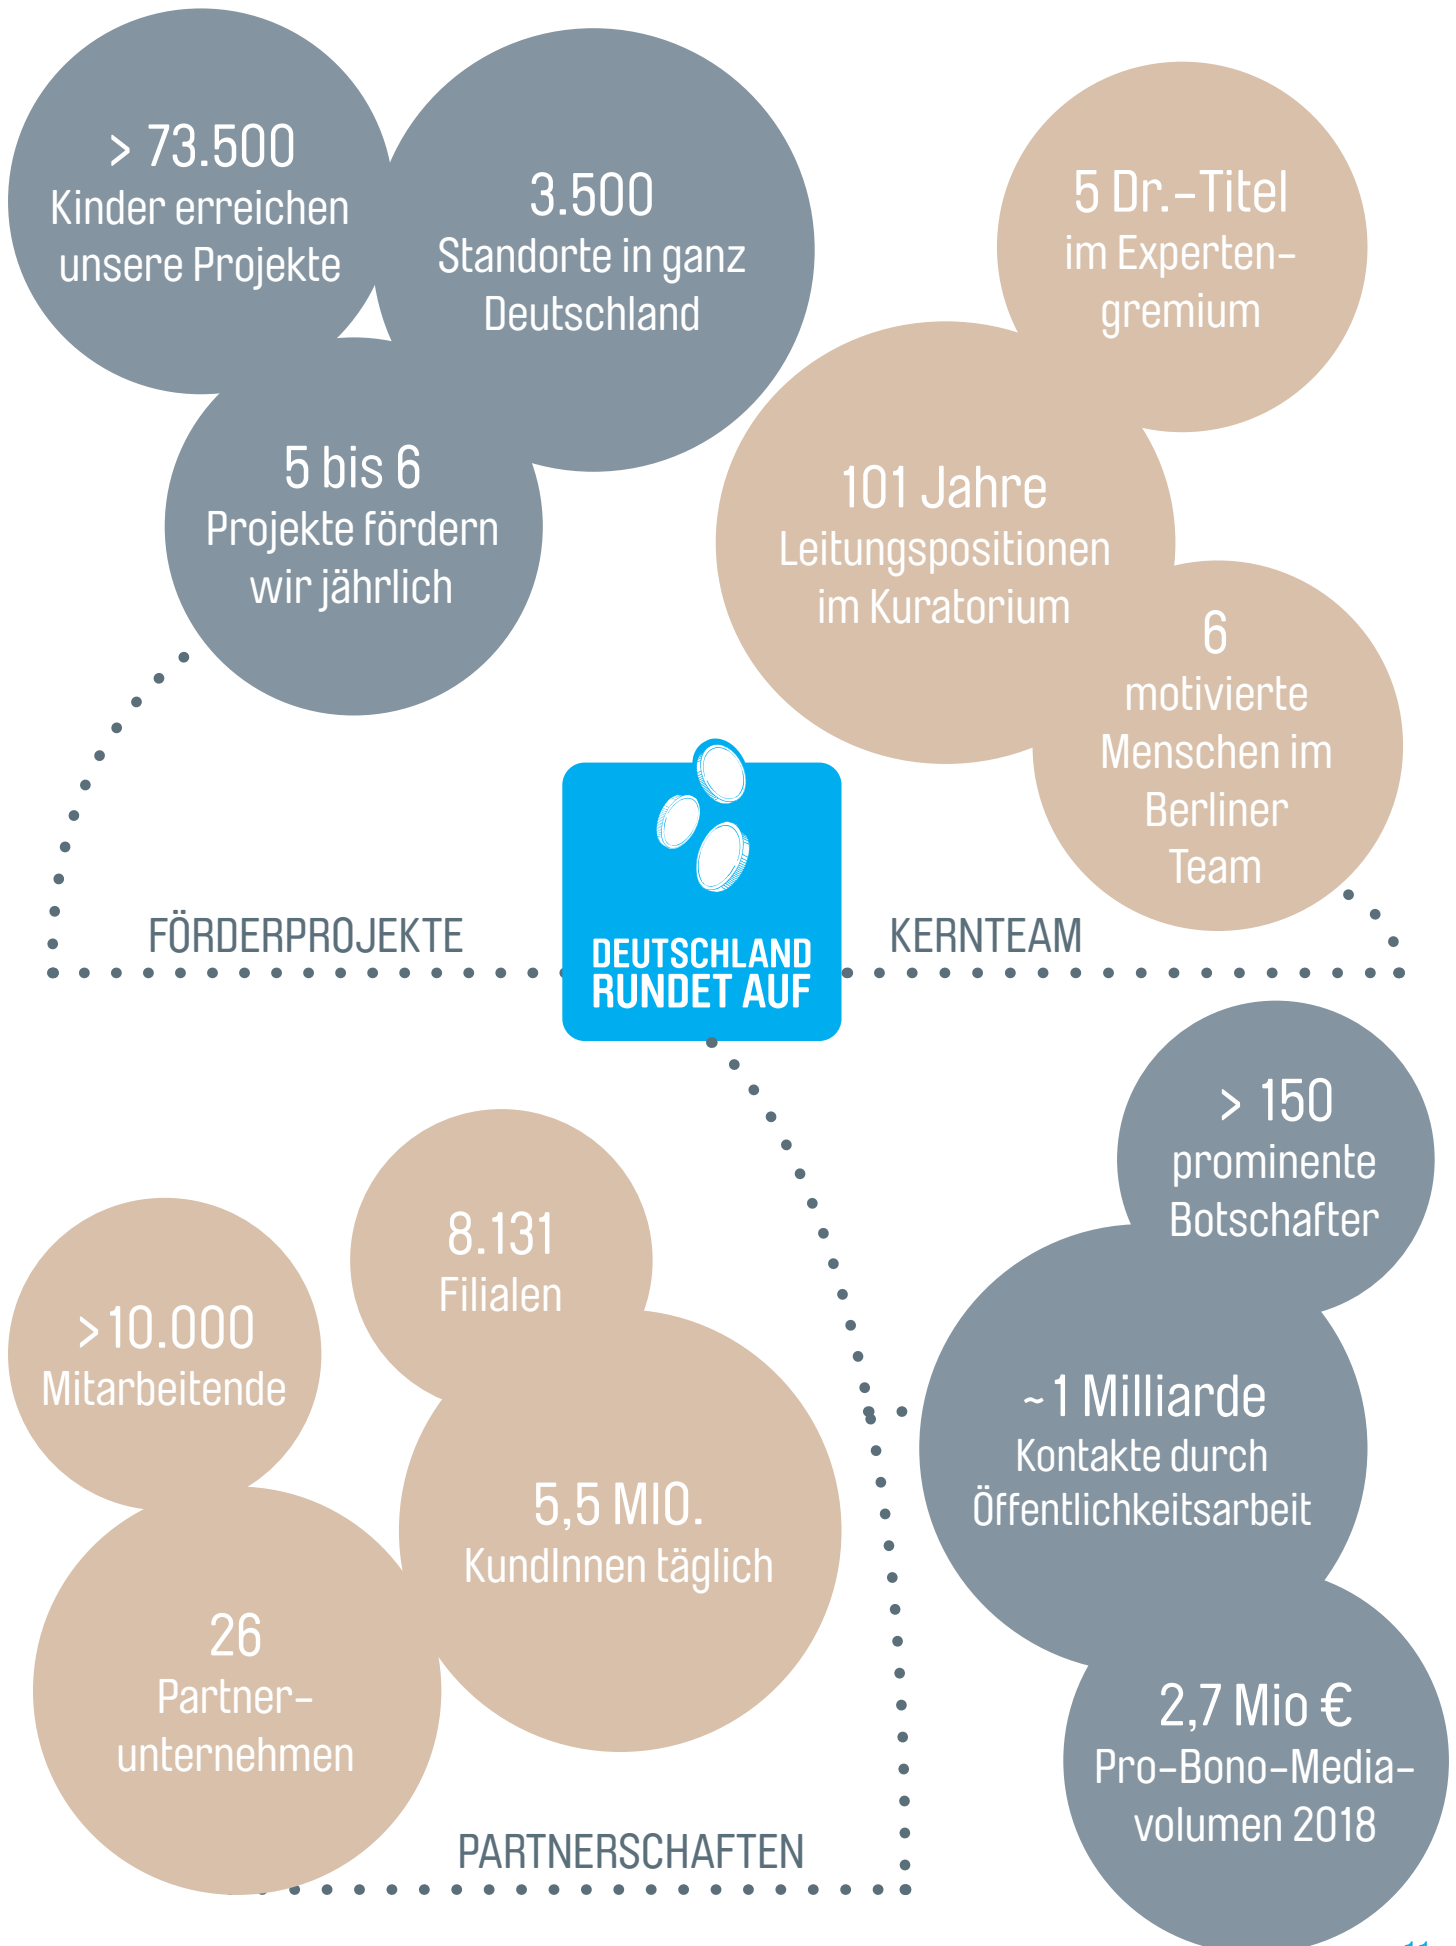 > 73.500
Kinder erreichen
unsere Projekte
3.500
Standorte in ganz
Deutschland
5 bis 6
Projekte fördern
wir jährlich
FÖRDERPROJEKTE
5 Dr.-Titel
im Experten-
gremium
101 Jahre
Leitungspositionen
im Kuratorium
6
motivierte
Menschen im
Berliner
Team
KERNTEAM
DEUTSCHLAND
RUNDET AUF
> 10.000
Mitarbeitende
8.131
Filialen
5,5 MIO.
KundInnen täglich
26
Partner-
unternehmen
PARTNERSCHAFTEN
> 150
prominente
Botschafter
~1 Milliarde
Kontakte durch
Öffentlichkeitsarbeit
2,7 Mio €
Pro-Bono-Media-
volumen 2018